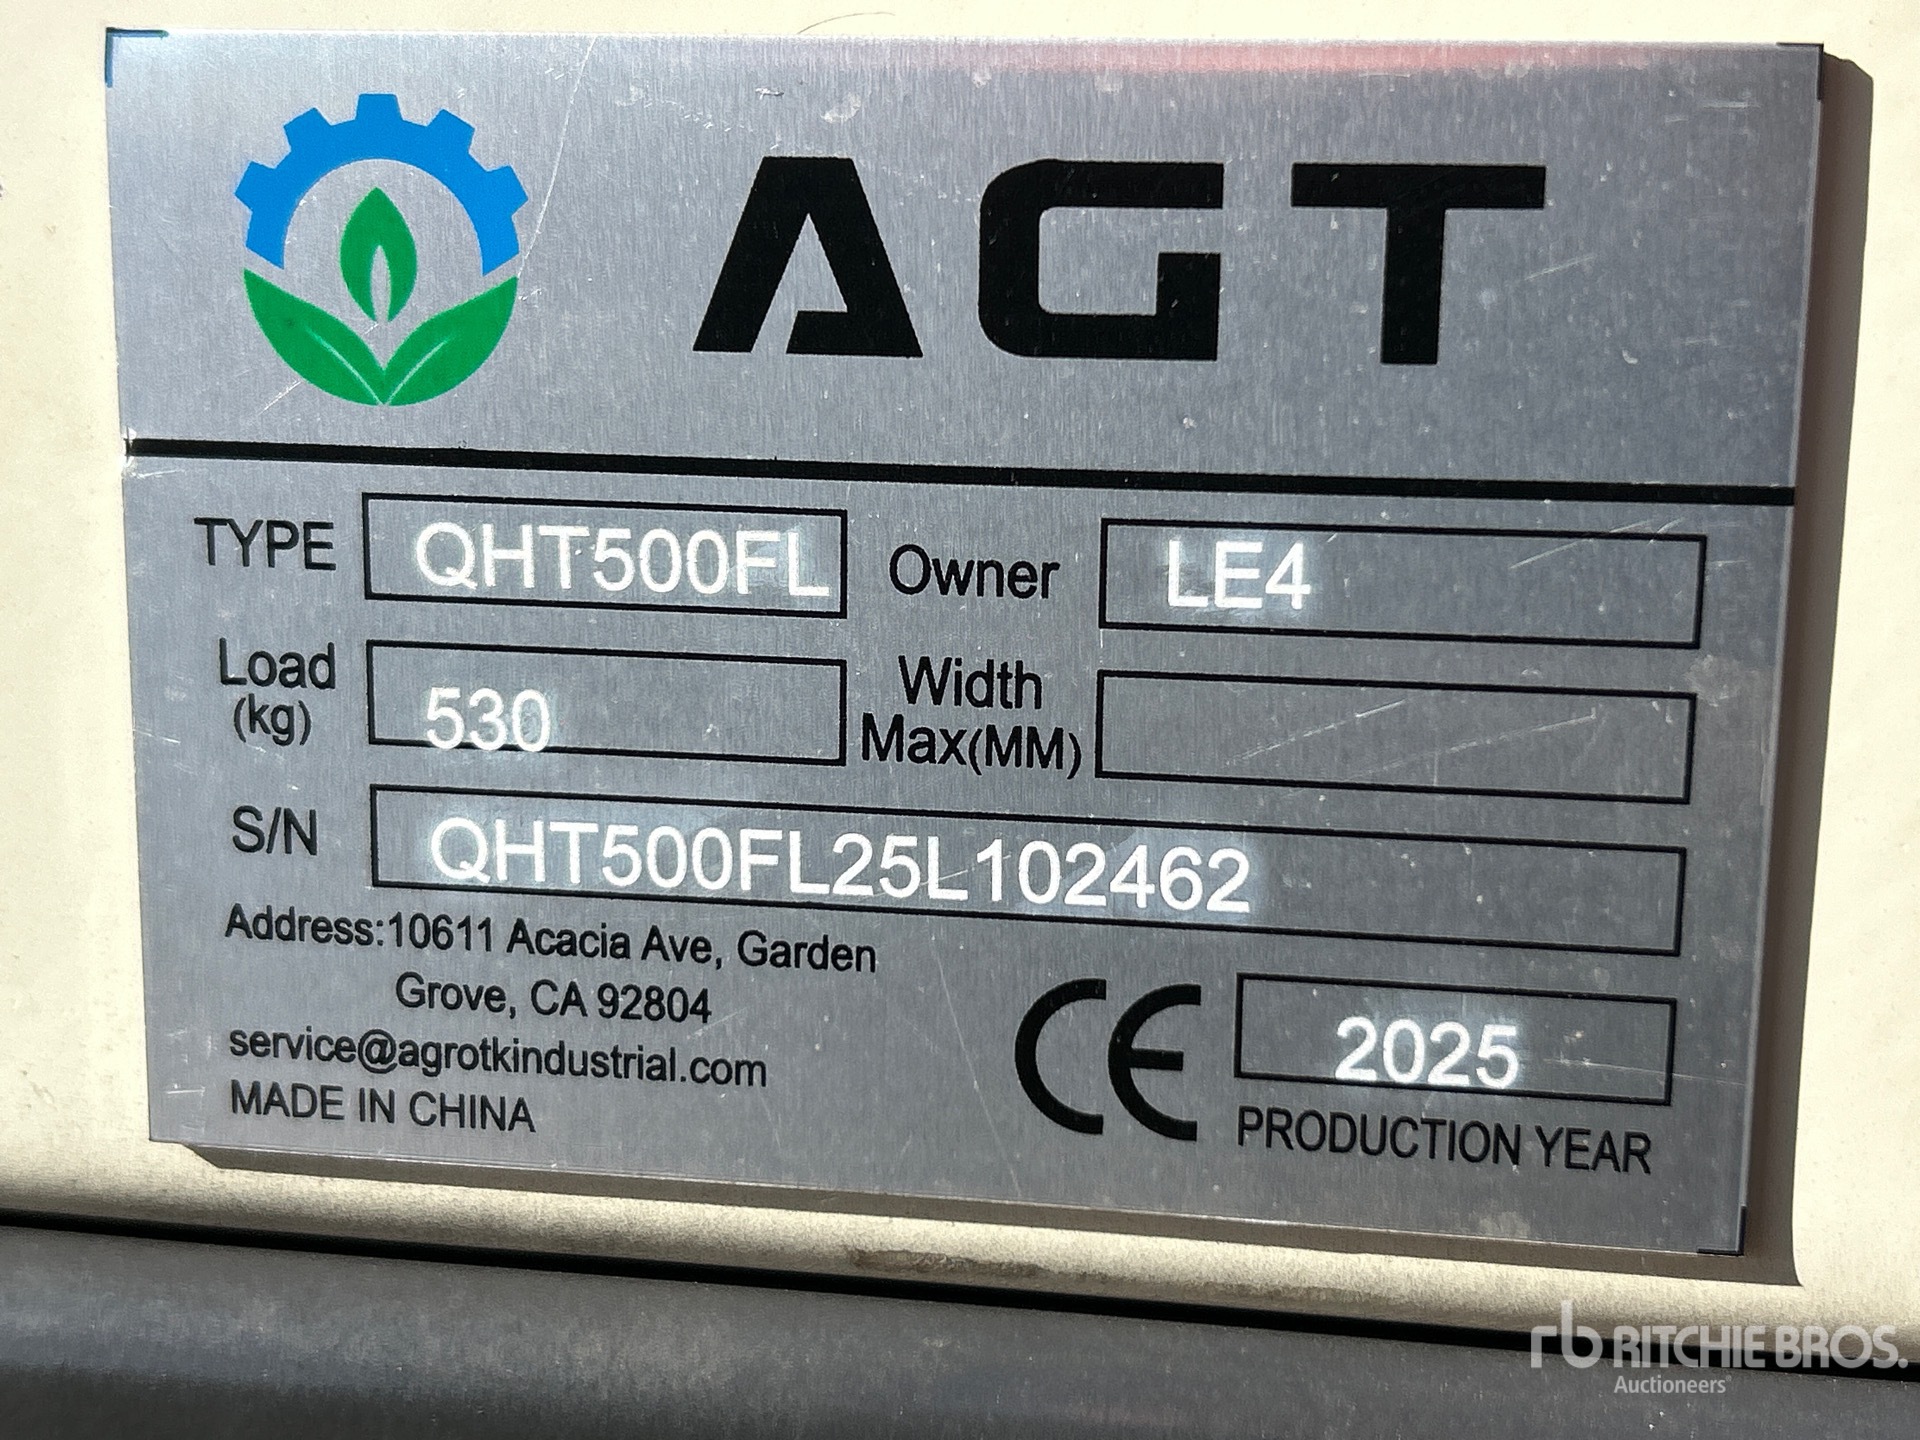 AGT
TYPE QHT500FL Owner LE4
Load (kg) 530 Width Max(MM)
S/N QHT500FL25L102462
Address:10611 Acacia Ave, Garden
Grove, CA 92804
service@agrotkindustrial.com
MADE IN CHINA
CE 2025
PRODUCTION YEAR
rb RITCHIE BROS.
Auctioneers